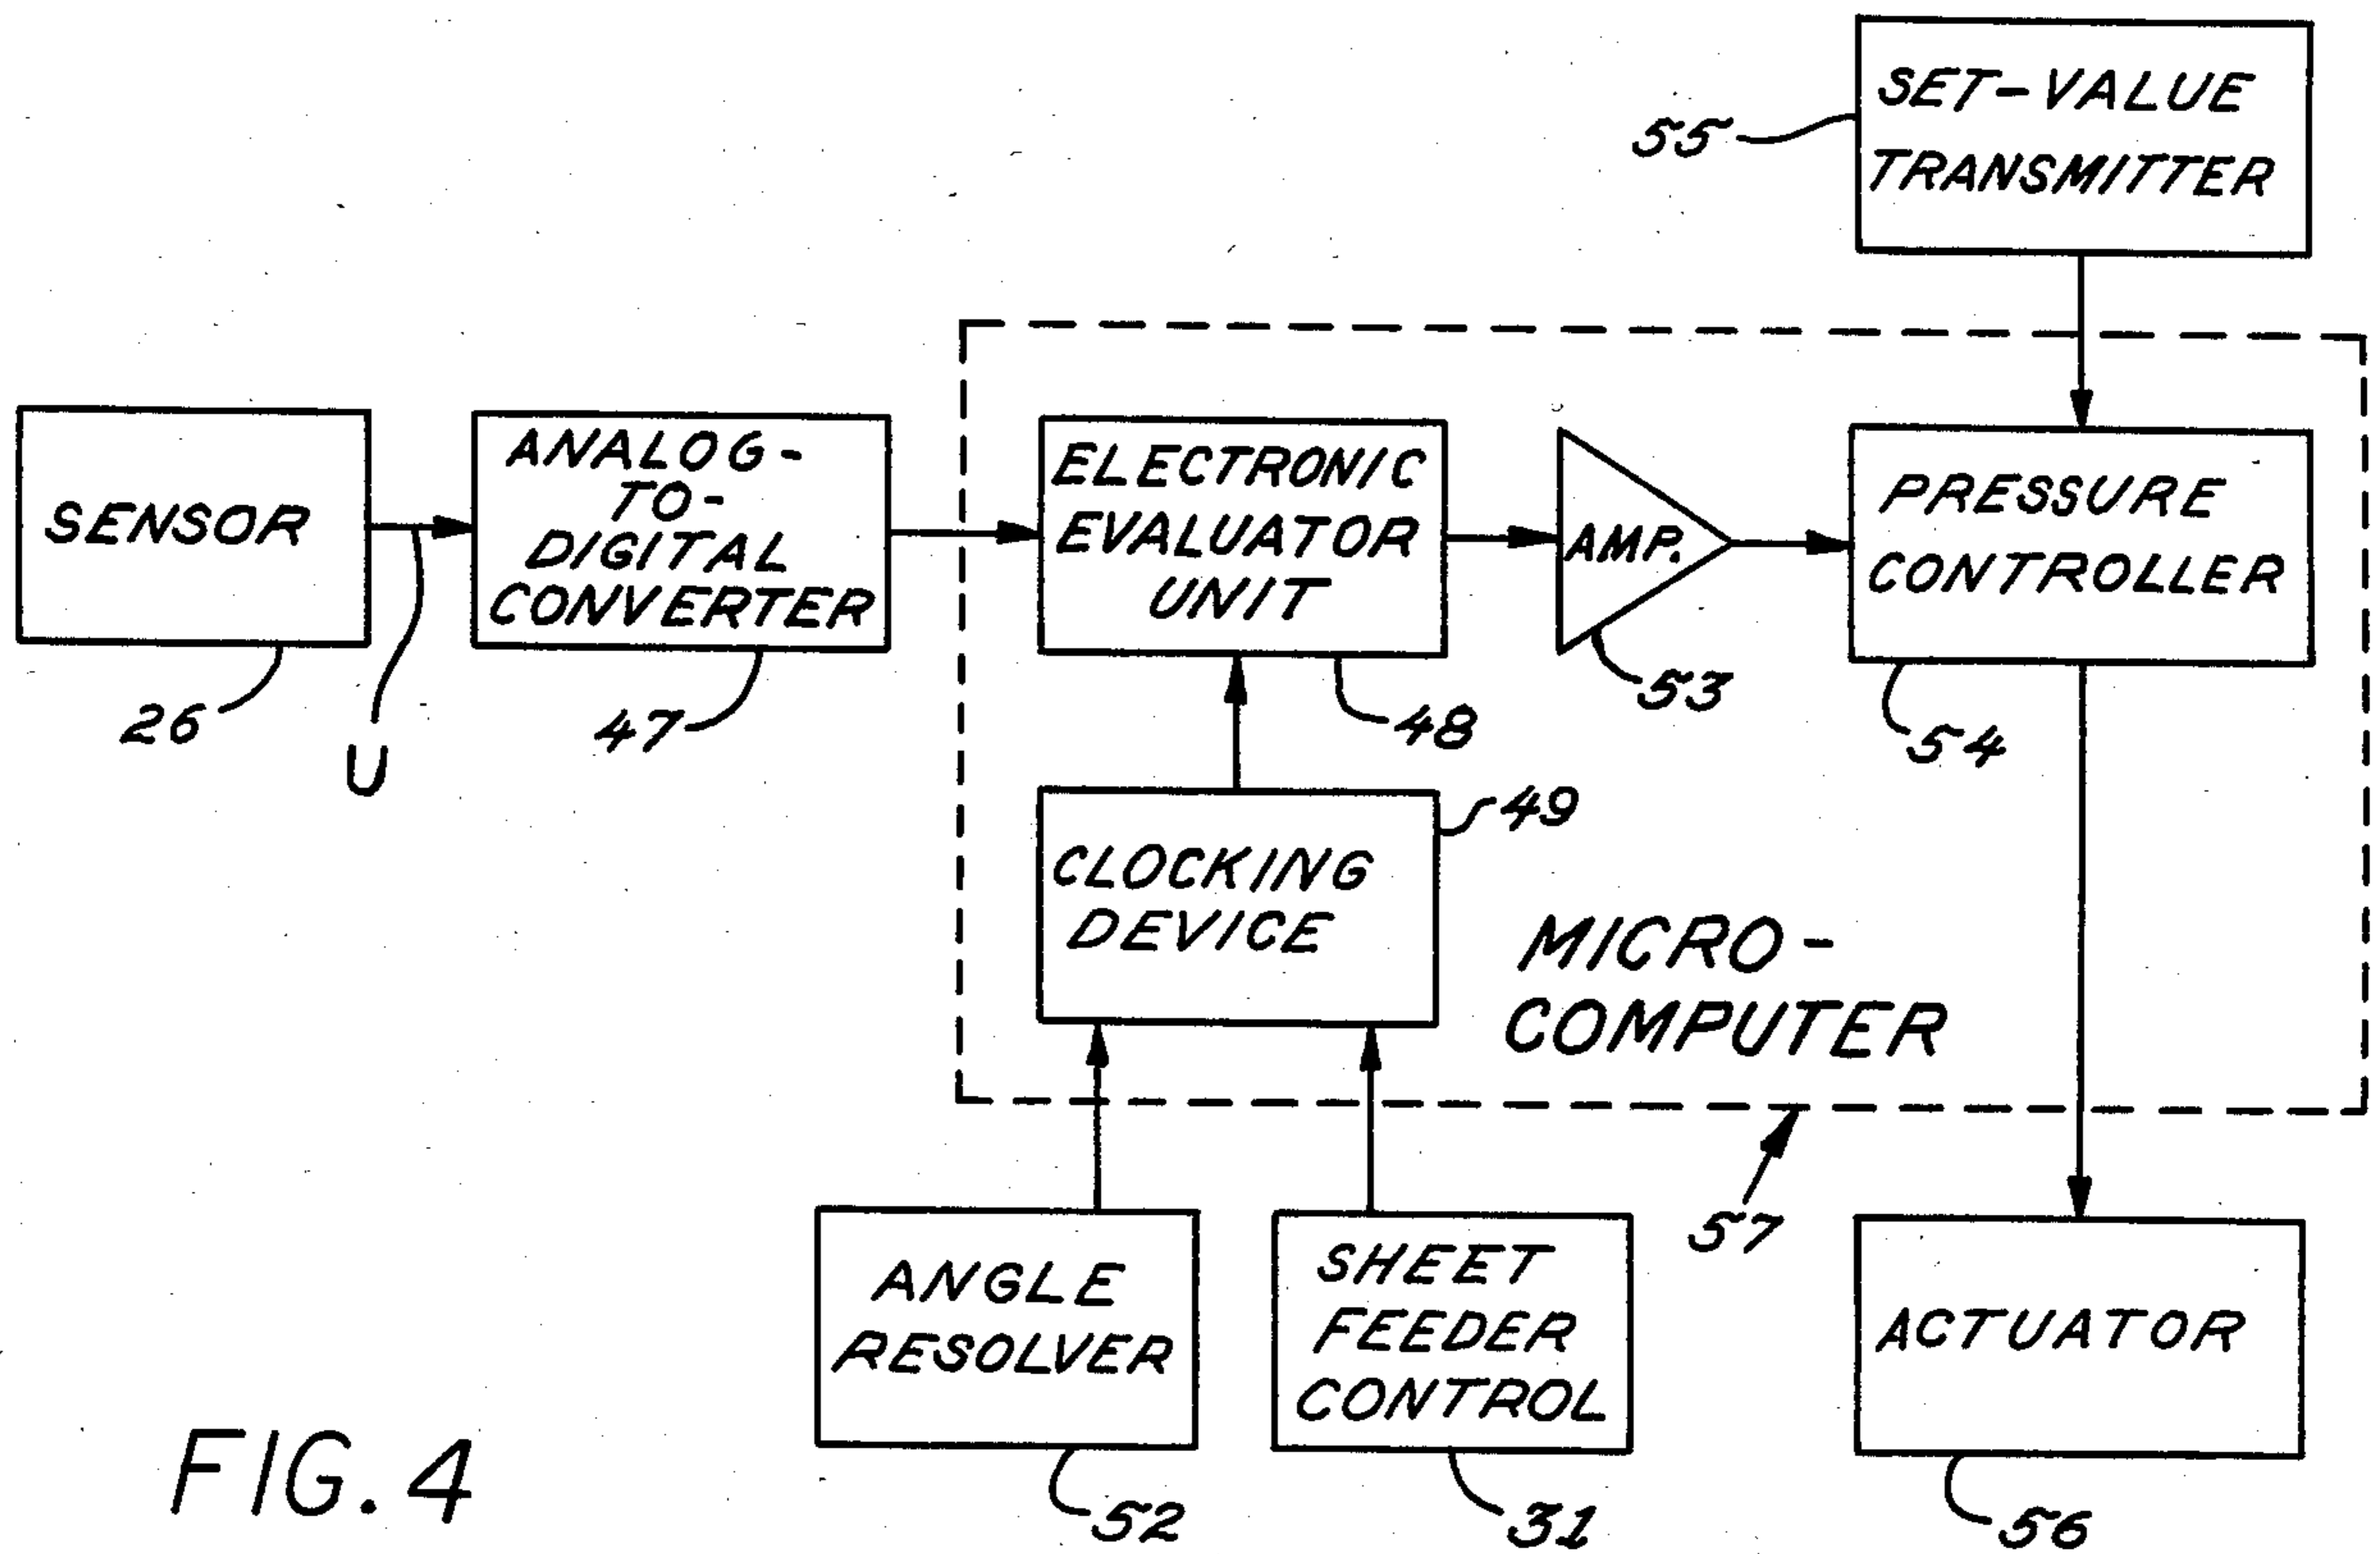 SET-VALUE
TRANSMITTER
55
SENSOR
26
U
ANALOG-
TO-
DIGITAL
CONVERTER
47
ELECTRONIC
EVALUATOR
UNIT
48
AMP.
53
PRESSURE
CONTROLLER
54
CLOCKING
DEVICE
49
MICRO-
COMPUTER
57
ANGLE
RESOLVER
52
SHEET
FEEDER
CONTROL
31
ACTUATOR
56
FIG. 4